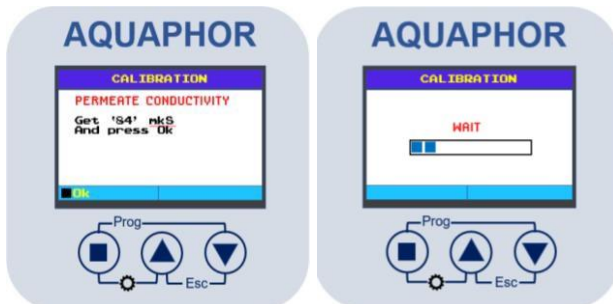 AQUAPHOR
CALIBRATION
PERMEATE CONDUCTIVITY
Get '84' mkS
And press Ok
Ok
Prog
Esc
AQUAPHOR
CALIBRATION
WAIT
Prog
Esc